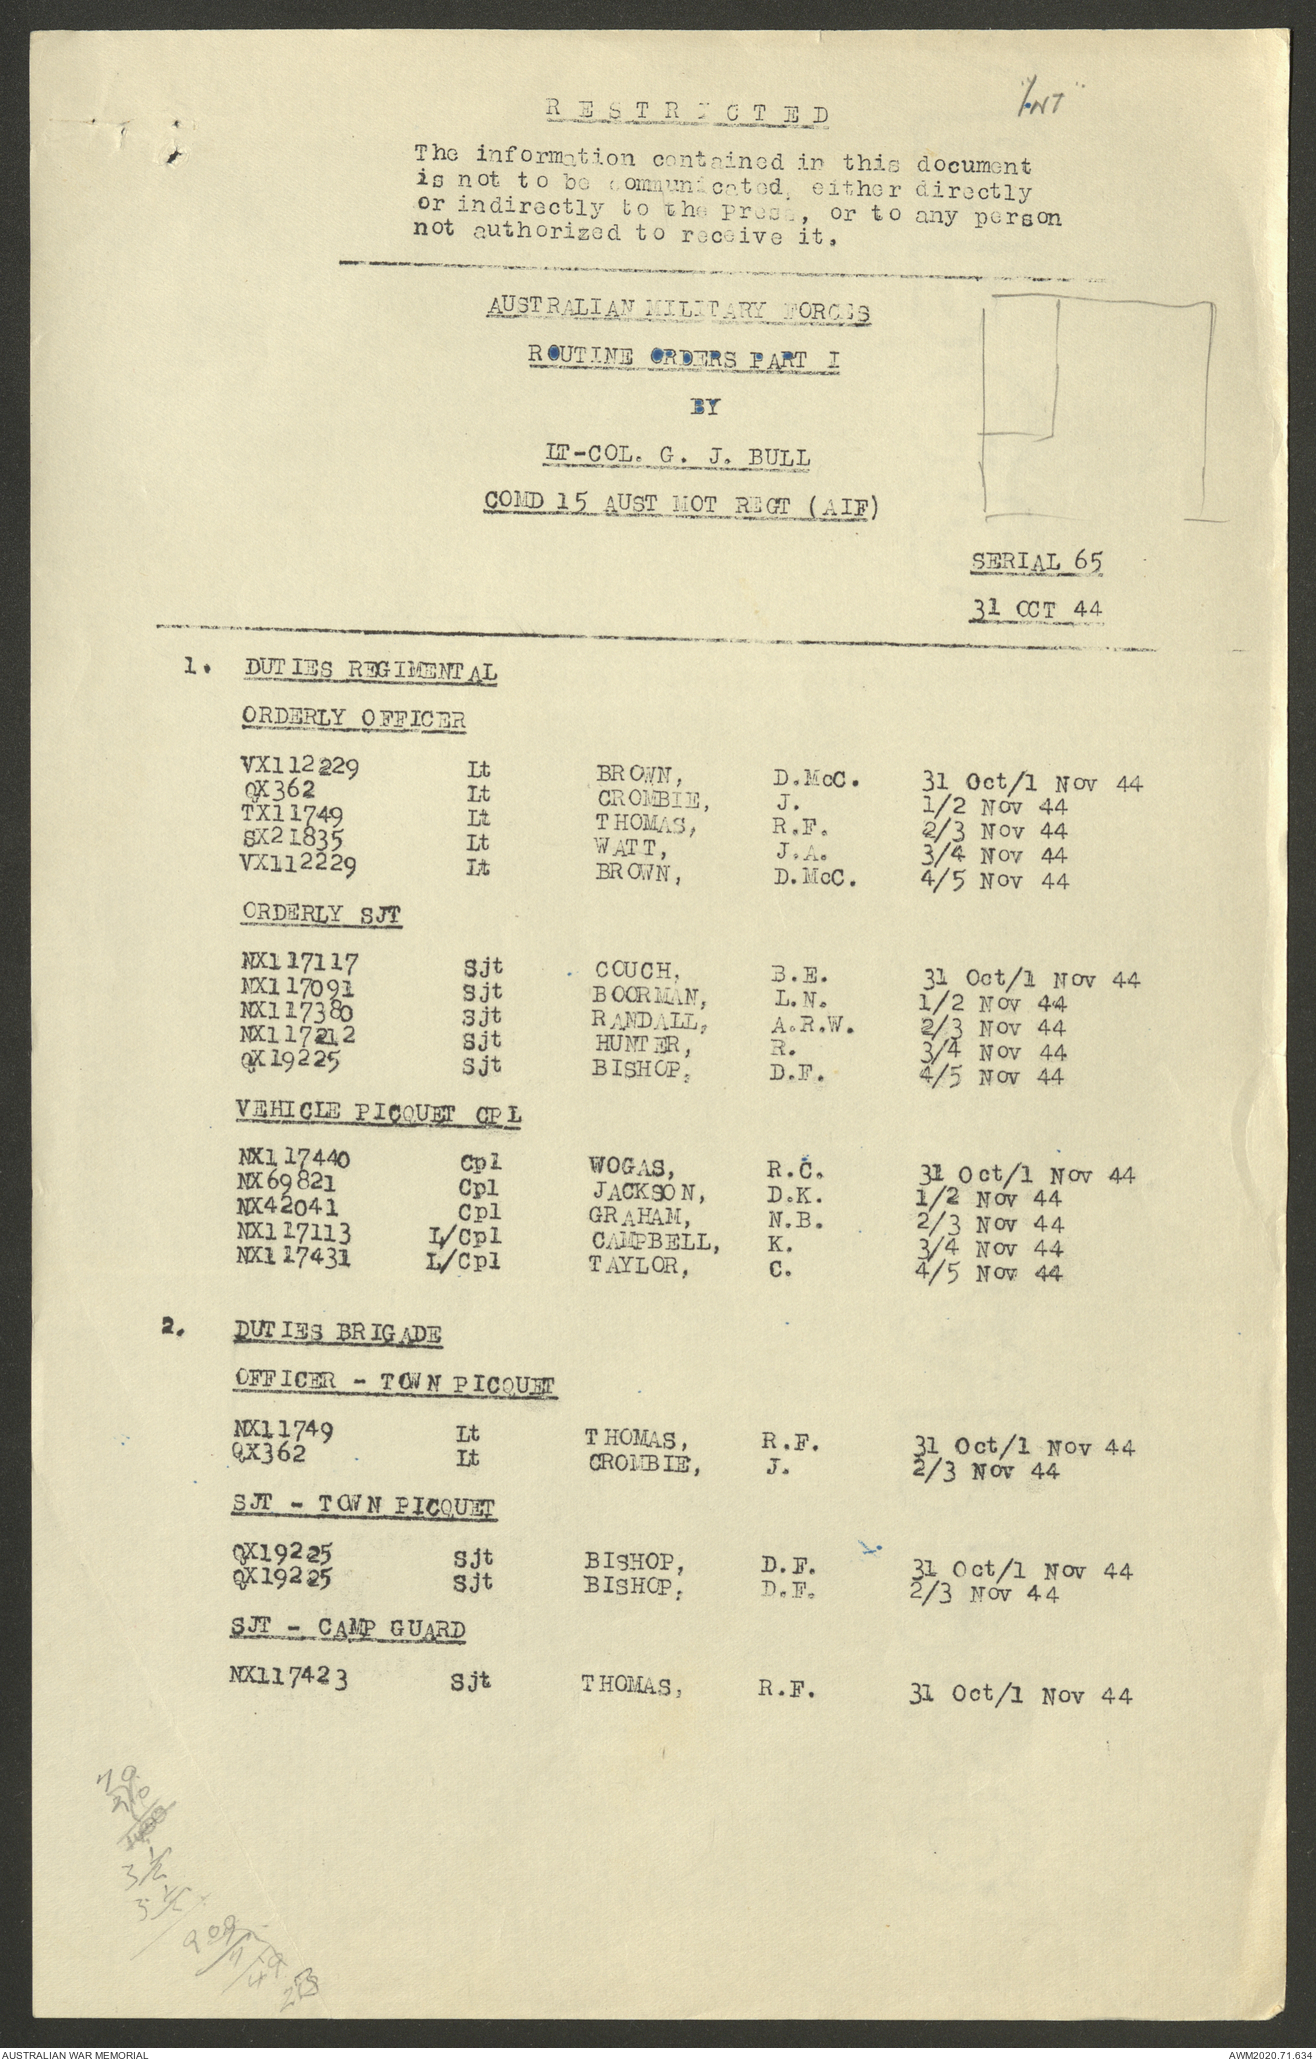 RESTRICTED
"INT"
The information contained in this document
is not to be communicated, either directly
or indirectly to the Press, or to any person
not authorized to receive it.
AUSTRALIAN MILITARY FORCES
ROUTINE ORDERS PART I
BY
LT-COL. G. J. BULL
COMD 15 AUST MOT REGT (AIF)
SERIAL 65
31 OCT 44
1. DUTIES REGIMENTAL
ORDERLY OFFICER
VX112229 Lt BROWN, D.McC. 31 Oct/1 Nov 44
QX362 Lt CROMBIE, J. 1/2 Nov 44
TX11749 Lt THOMAS, R.F. 2/3 Nov 44
SX21835 Lt WATT, J.A. 3/4 Nov 44
VX112229 Lt BROWN, D.McC. 4/5 Nov 44
ORDERLY SJT
NX117117 Sjt COUCH, B.E. 31 Oct/1 Nov 44
NX117091 Sjt BOORMAN, L.N. 1/2 Nov 44
NX117380 Sjt RANDALL, A.R.W. 2/3 Nov 44
NX117212 Sjt HUNTER, R. 3/4 Nov 44
QX19225 Sjt BISHOP, D.F. 4/5 Nov 44
VEHICLE PICQUET CPL
NX117440 Cpl WOGAS, R.C. 31 Oct/1 Nov 44
NX69821 Cpl JACKSON, D.K. 1/2 Nov 44
NX42041 Cpl GRAHAM, N.B. 2/3 Nov 44
NX117113 L/Cpl CAMPBELL, K. 3/4 Nov 44
NX117431 L/Cpl TAYLOR, C. 4/5 Nov 44
2. DUTIES BRIGADE
OFFICER - TOWN PICQUET
NX11749 Lt THOMAS, R.F. 31 Oct/1 Nov 44
QX362 Lt CROMBIE, J. 2/3 Nov 44
SJT - TOWN PICQUET
QX19225 Sjt BISHOP, D.F. 31 Oct/1 Nov 44
QX19225 Sjt BISHOP, D.F. 2/3 Nov 44
SJT - CAMP GUARD
NX117423 Sjt THOMAS, R.F. 31 Oct/1 Nov 44
3 1/2
3 1/2
AUSTRALIAN WAR MEMORIAL
AWM2020.71.634